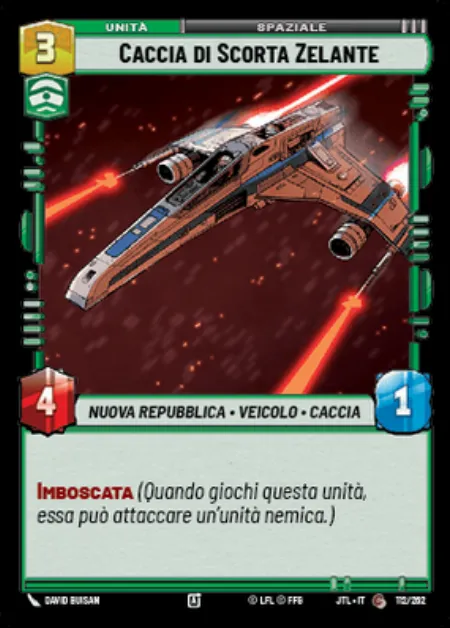 UNITÀ
SPAZIALE
3
CACCIA DI SCORTA ZELANTE
4
NUOVA REPUBBLICA • VEICOLO • CACCIA
1
IMBOSCATA (Quando giochi questa unità,
essa può attaccare un'unità nemica.)
DAVID BUISAN
© LFL © FFG
JTL • IT
112/262